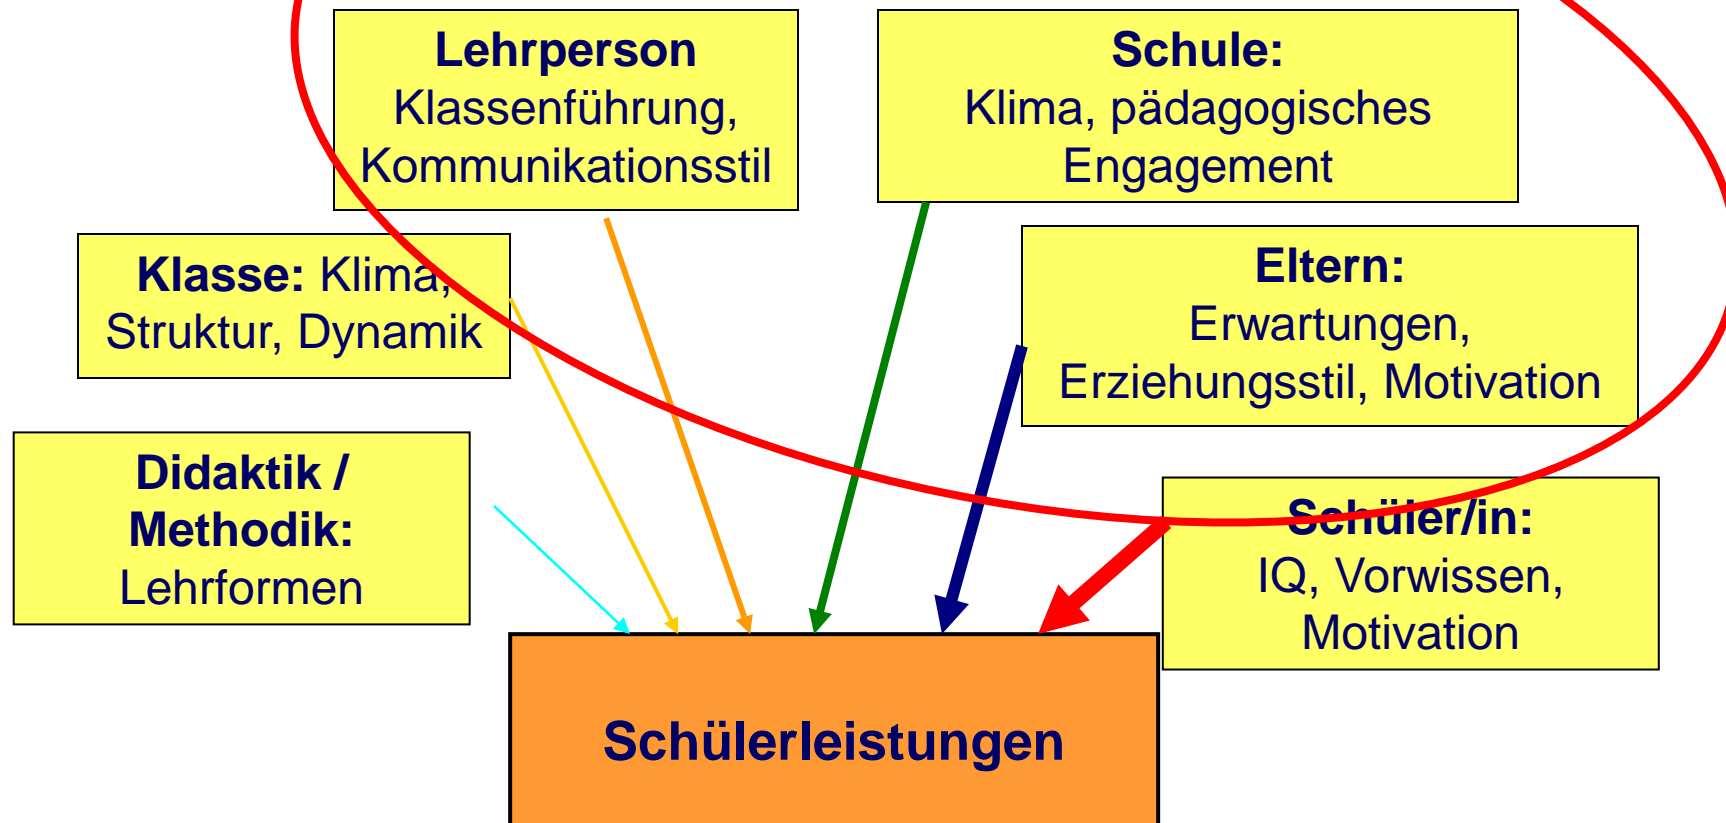 Lehrperson
Klassenführung,
Kommunikationsstil
Schule:
Klima, pädagogisches
Engagement
Klasse: Klima,
Struktur, Dynamik
Eltern:
Erwartungen,
Erziehungsstil, Motivation
Didaktik /
Methodik:
Lehrformen
Schüler/in:
IQ, Vorwissen,
Motivation
Schülerleistungen